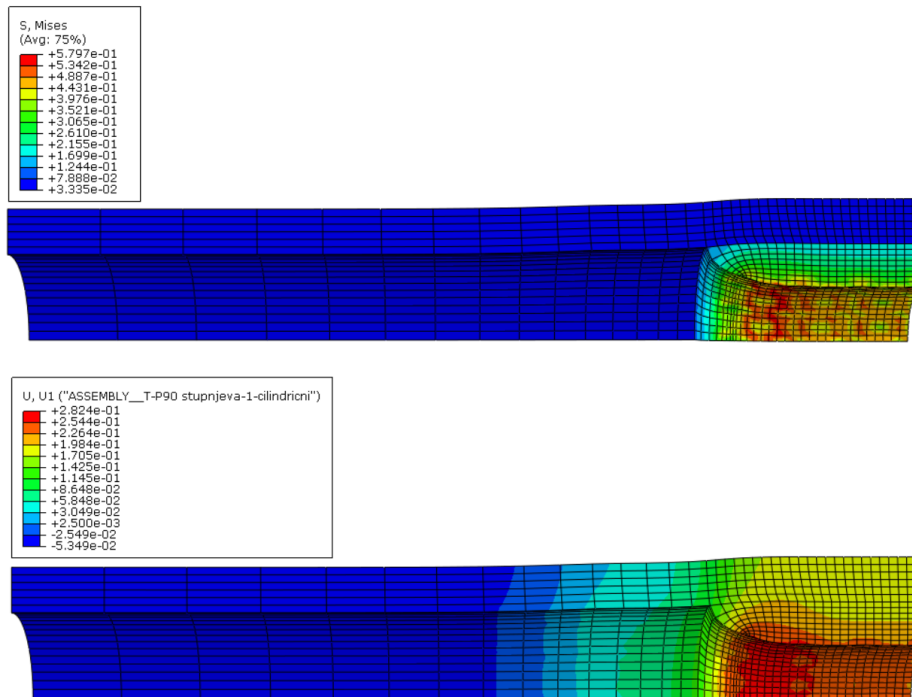 S, Mises
(Avg: 75%)
+5.797e-01
+5.342e-01
+4.887e-01
+4.431e-01
+3.976e-01
+3.521e-01
+3.065e-01
+2.610e-01
+2.155e-01
+1.699e-01
+1.244e-01
+7.888e-02
+3.335e-02
U, U1 ("ASSEMBLY__T-P90 stupnjeva-1-cilindricni")
+2.824e-01
+2.544e-01
+2.264e-01
+1.984e-01
+1.705e-01
+1.425e-01
+1.145e-01
+8.648e-02
+5.848e-02
+3.049e-02
+2.500e-03
-2.549e-02
-5.349e-02